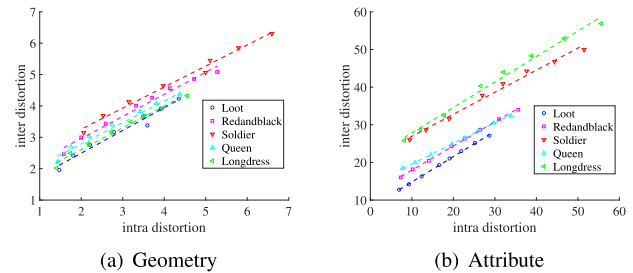 7
6
5
4
3
2
1
1 2 3 4 5 6 7
inter distortion
intra distortion
Loot
Redandblack
Soldier
Queen
Longdress
(a) Geometry
60
50
40
30
20
10
0 10 20 30 40 50 60
inter distortion
intra distortion
Loot
Redandblack
Soldier
Queen
Longdress
(b) Attribute